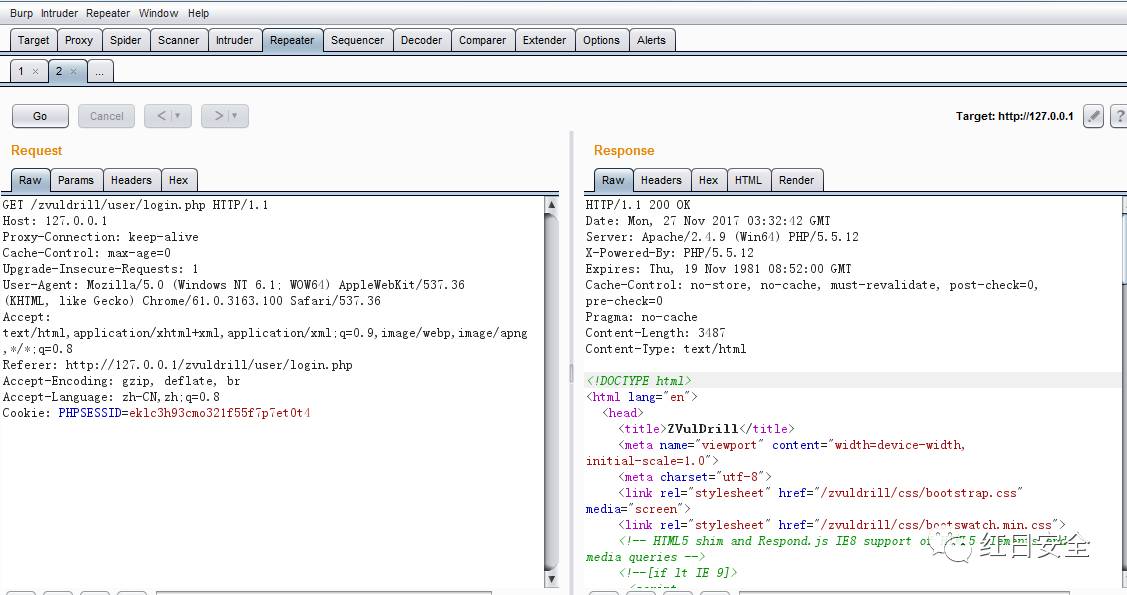 Burp Intruder Repeater Window Help
Target Proxy Spider Scanner Intruder Repeater Sequencer Decoder Comparer Extender Options Alerts
1 × 2 × ...
Go Cancel < ▼ > ▼ Target: http://127.0.0.1 ?
Request
Raw Params Headers Hex
GET /zvuldrill/user/login.php HTTP/1.1
Host: 127.0.0.1
Proxy-Connection: keep-alive
Cache-Control: max-age=0
Upgrade-Insecure-Requests: 1
User-Agent: Mozilla/5.0 (Windows NT 6.1; WOW64) AppleWebKit/537.36
(KHTML, like Gecko) Chrome/61.0.3163.100 Safari/537.36
Accept:
text/html,application/xhtml+xml,application/xml;q=0.9,image/webp,image/apng
,*/*;q=0.8
Referer: http://127.0.0.1/zvuldrill/user/login.php
Accept-Encoding: gzip, deflate, br
Accept-Language: zh-CN,zh;q=0.8
Cookie: PHPSESSID=eklc3h93cmo321f55f7p7et0t4
Response
Raw Headers Hex HTML Render
HTTP/1.1 200 OK
Date: Mon, 27 Nov 2017 03:32:42 GMT
Server: Apache/2.4.9 (Win64) PHP/5.5.12
X-Powered-By: PHP/5.5.12
Expires: Thu, 19 Nov 1981 08:52:00 GMT
Cache-Control: no-store, no-cache, must-revalidate, post-check=0,
pre-check=0
Pragma: no-cache
Content-Length: 3487
Content-Type: text/html
<!DOCTYPE html>
<html lang="en">
<head>
<title>ZVulDrill</title>
<meta name="viewport" content="width=device-width,
initial-scale=1.0">
<meta charset="utf-8">
<link rel="stylesheet" href="/zvuldrill/css/bootstrap.css"
media="screen">
<link rel="stylesheet" href="/zvuldrill/css/bootswatch.min.css">
<!-- HTML5 shim and Respond.js IE8 support of
media queries -->
<!--[if lt IE 9]>
<script
红日安全